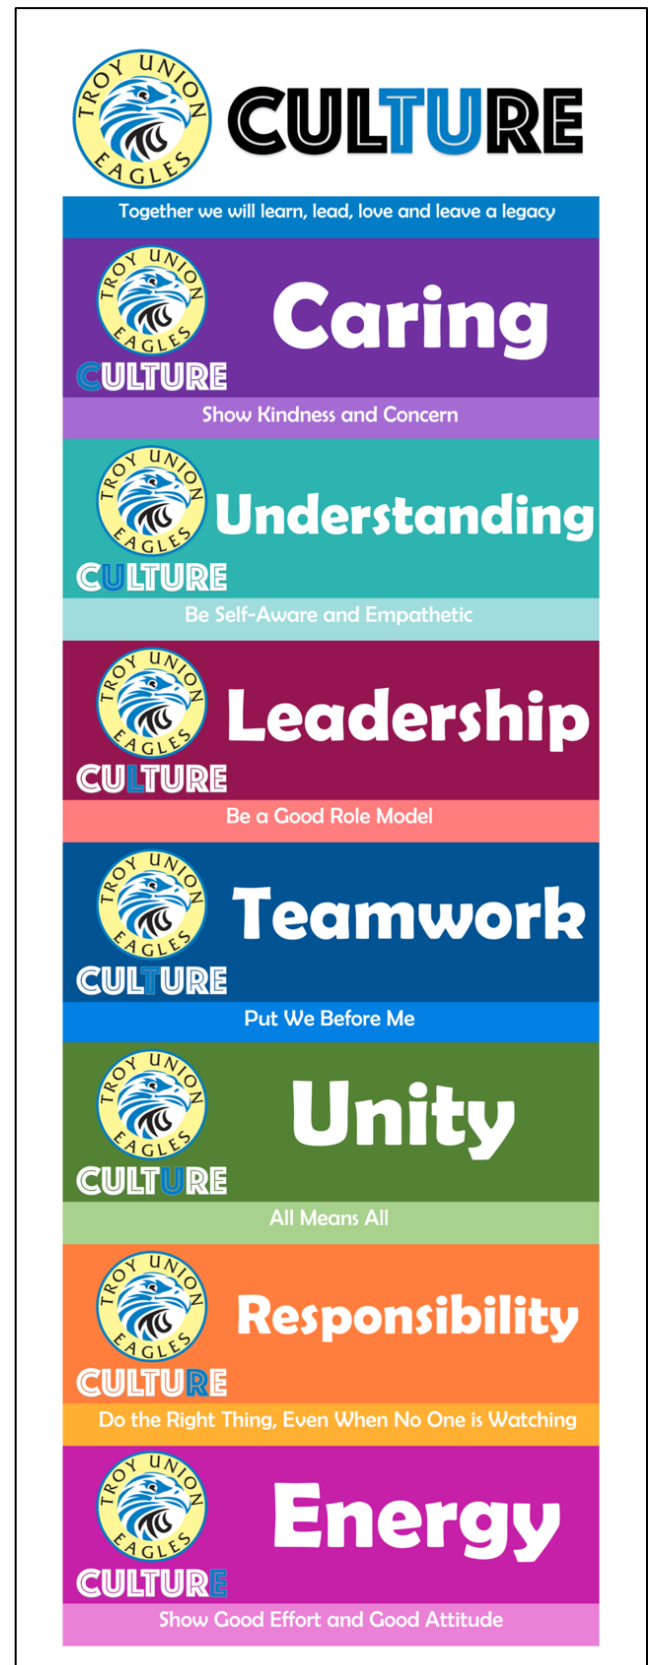 TROY UNION
EAGLES
CULTURE
Together we will learn, lead, love and leave a legacy
TROY UNION
EAGLES
CULTURE
Caring
Show Kindness and Concern
TROY UNION
EAGLES
CULTURE
Understanding
Be Self-Aware and Empathetic
TROY UNION
EAGLES
CULTURE
Leadership
Be a Good Role Model
TROY UNION
EAGLES
CULTURE
Teamwork
Put We Before Me
TROY UNION
EAGLES
CULTURE
Unity
All Means All
TROY UNION
EAGLES
CULTURE
Responsibility
Do the Right Thing, Even When No One is Watching
TROY UNION
EAGLES
CULTURE
Energy
Show Good Effort and Good Attitude